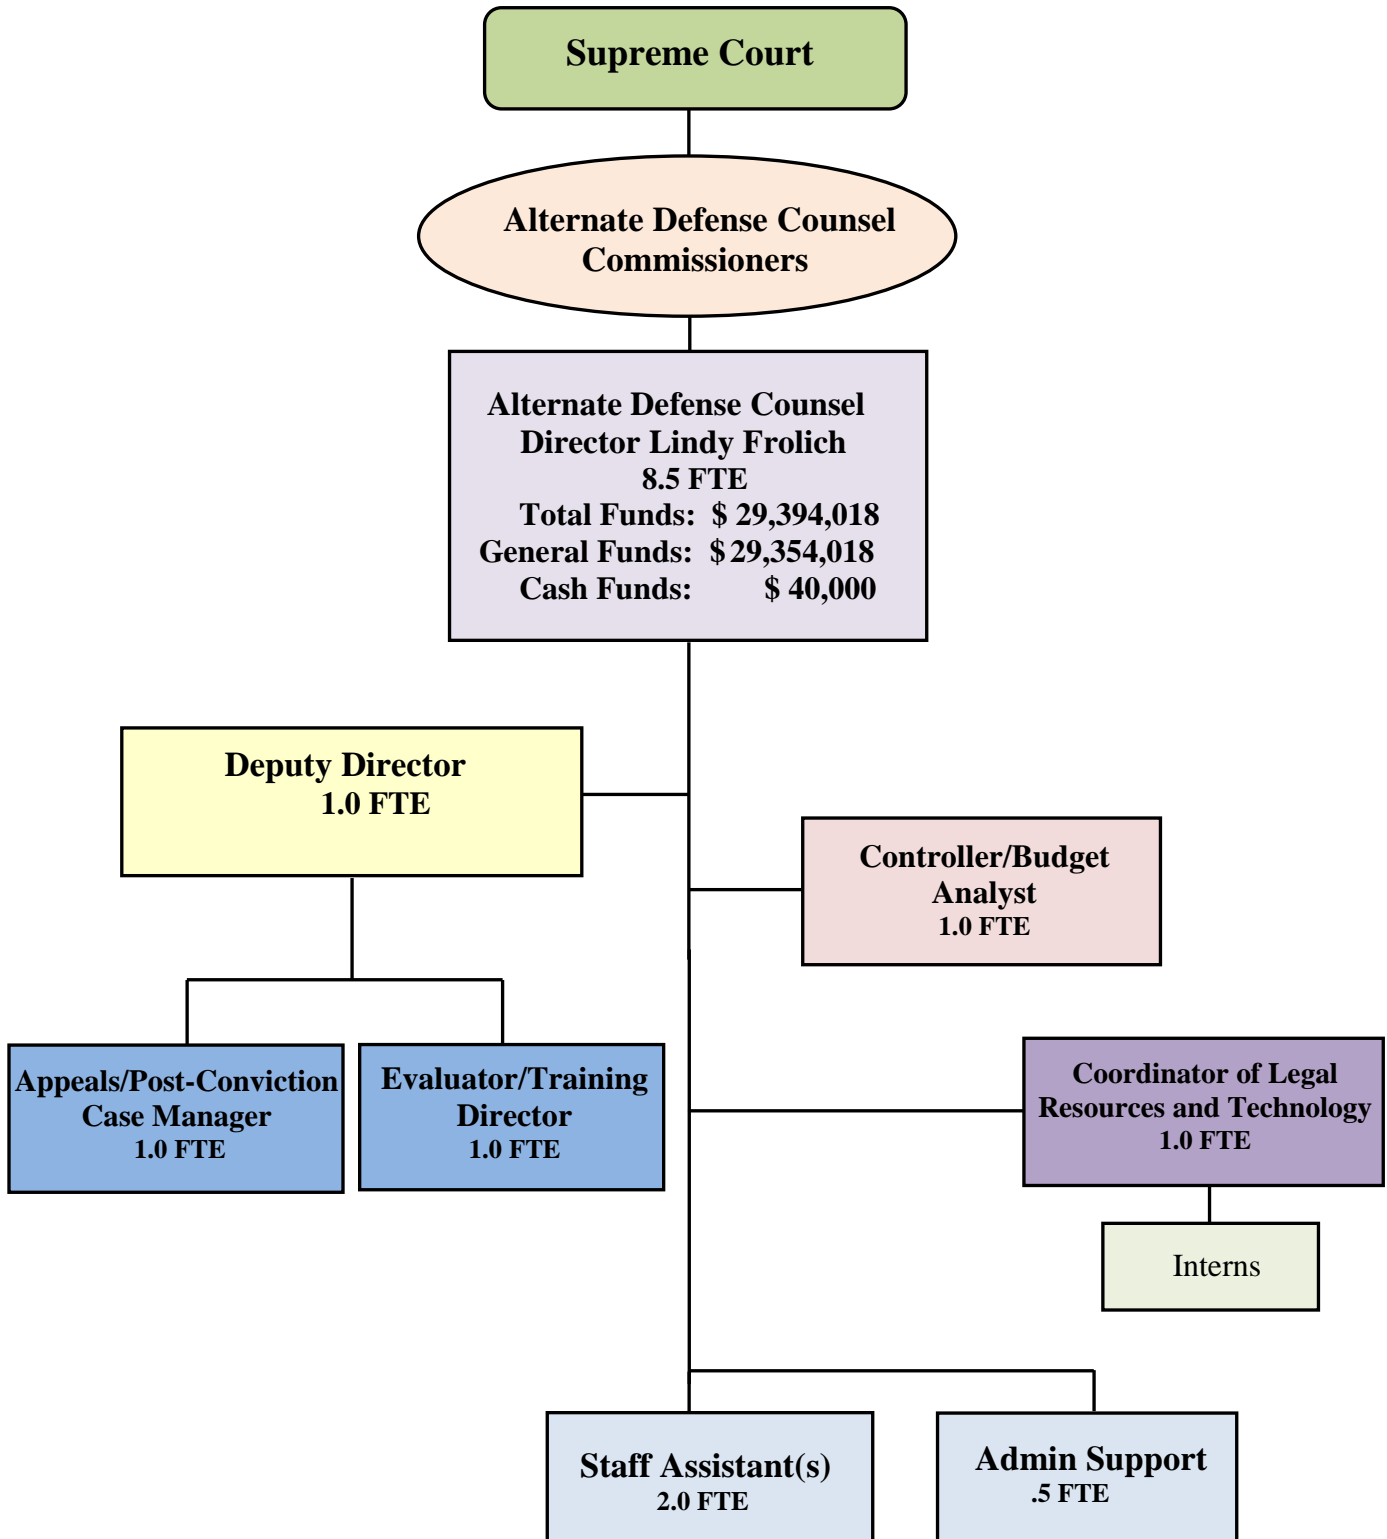 Supreme Court
Alternate Defense Counsel
Commissioners
Alternate Defense Counsel
Director Lindy Frolich
8.5 FTE
Total Funds: $ 29,394,018
General Funds: $ 29,354,018
Cash Funds: $ 40,000
Deputy Director
1.0 FTE
Controller/Budget
Analyst
1.0 FTE
Appeals/Post-Conviction
Case Manager
1.0 FTE
Evaluator/Training
Director
1.0 FTE
Coordinator of Legal
Resources and Technology
1.0 FTE
Interns
Staff Assistant(s)
2.0 FTE
Admin Support
.5 FTE